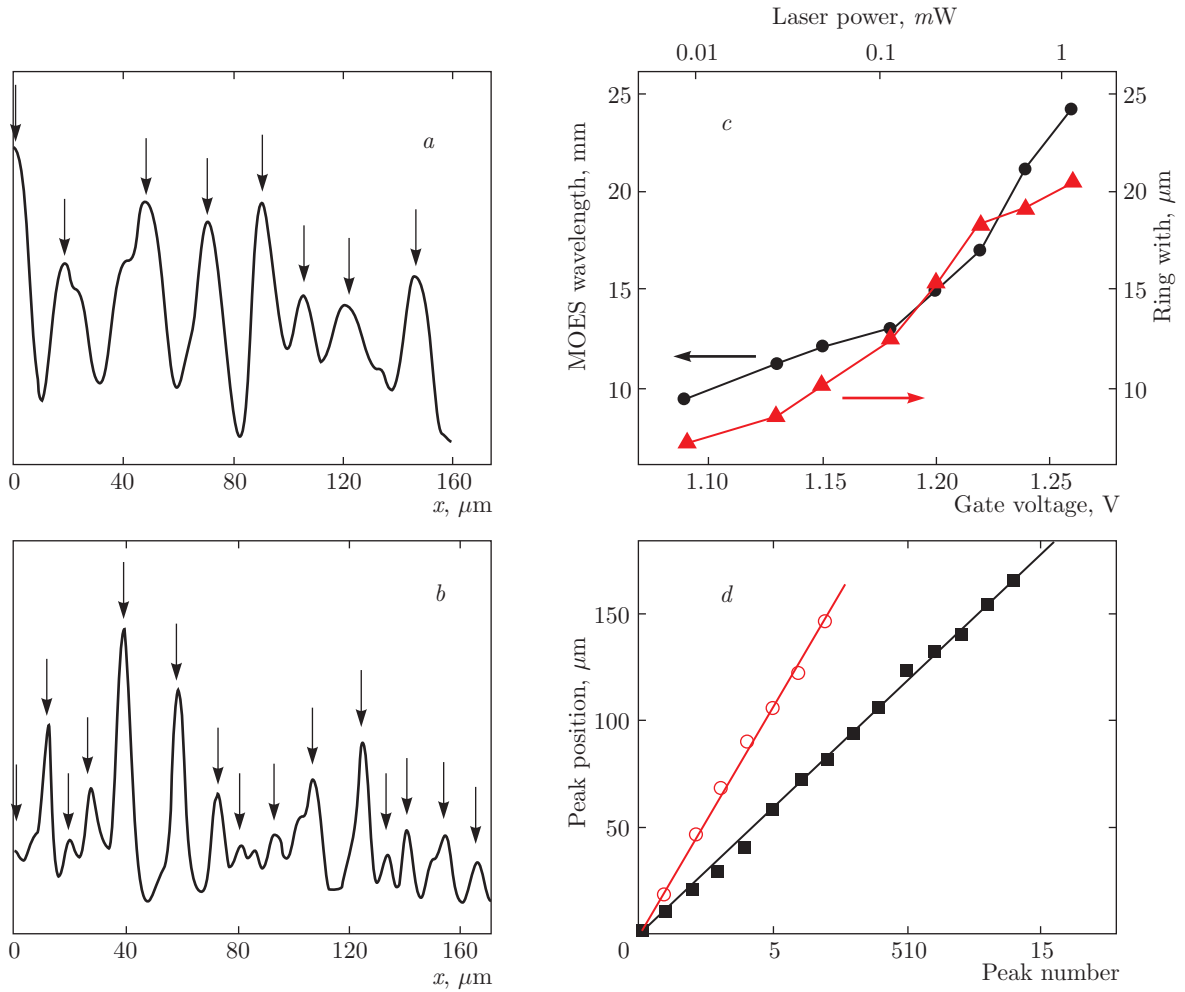 a
0 40 80 120 160
x, μm
Laser power, mW
0.01 0.1 1
c
25 25
20 20
15 15
10 10
MOES wavelength, mm
Ring with, μm
1.10 1.15 1.20 1.25
Gate voltage, V
b
0 40 80 120 160
x, μm
d
150
100
50
Peak position, μm
0 5 510 15
Peak number